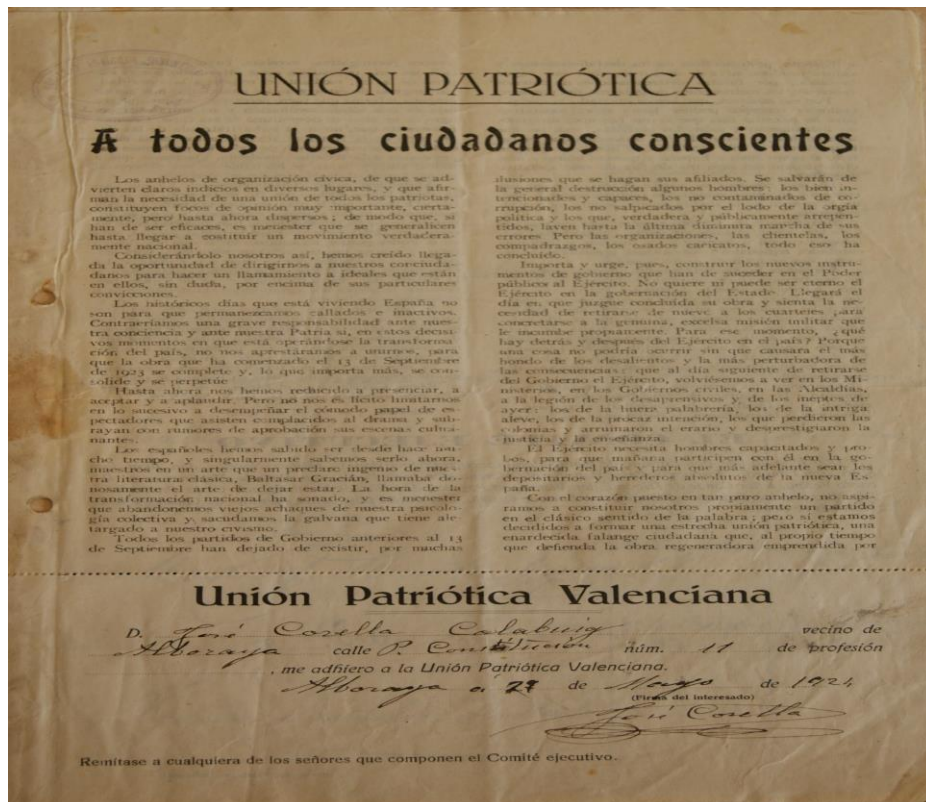 UNIÓN PATRIÓTICA
A todos los ciudadanos conscientes
Los anhelos de organización cívica, de que se ad-
vierten claros indicios en diversos lugares, y que afir-
man la necesidad de una unión de todos los patriotas,
constituyen focos de opinión muy importante, cierta-
mente, pero hasta ahora dispersos; de modo que, si
han de ser eficaces, es menester que se generalicen
hasta llegar a costituir un movimiento verdadera-
mente nacional.
Considerándolo nosotros así, hemos creído llega-
da la oportunidad de dirigirnos a nuestros conciuda-
danos para hacer un llamamiento a ideales que están
en ellos, sin duda, por encima de sus particulares
convicciones.
Los históricos días que está viviendo España no
son para que permanezcamos callados e inactivos.
Contraeríamos una grave responsabilidad ante nues-
tra conciencia y ante nuestra Patria si, en estos decisi-
vos momentos en que está operándose la transforma-
ción del país, no nos aprestáramos a unirnos, para
que la obra que ha comenzado el 13 de Septiembre
de 1923 se complete y, lo que importa más, se con-
solide y se perpetúe.
Hasta ahora nos hemos reducido a presenciar, a
aceptar y a aplaudir. Pero no nos es lícito limitarnos
en lo sucesivo a desempeñar el cómodo papel de es-
pectadores que asisten complacidos al drama y sub-
rayan con rumores de aprobación sus escenas culmi-
nantes.
Los españoles hemos sabido ser desde hace mu-
cho tiempo, y singularmente sabemos serlo ahora,
maestros en un arte que un preclaro ingenio de nues-
tra literatura clásica, Baltasar Gracián, llamaba do-
nosamente el arte de dejar estar. La hora de la
transformación nacional ha sonado, y es menester
que abandonemos viejos achaques de nuestra psicolo-
gía colectiva y sacudamos la galvana que tiene ale-
targado a nuestro civismo.
Todos los partidos de Gobierno anteriores al 13
de Septiembre han dejado de existir, por muchas
ilusiones que se hagan sus afiliados. Se salvarán de
la general destrucción algunos hombres: los bien in-
tencionados y capaces, los no contaminados de co-
rrupción, los no salpicados por el lodo de la orgía
política y los que, verdadera y públicamente arrepen-
tidos, laven hasta la última diminuta mancha de sus
errores. Pero las organizaciones, las clientelas, los
compadrazgos, los osados caricatos, todo eso ha
concluido.
Importa y urge, pues, construir los nuevos instru-
mentos de gobierno que han de suceder en el Poder
público al Ejército. No quiere ni puede ser eterno el
Ejército en la gobernación del Estado. Llegará el
día en que juzgue concluída su obra y sienta la ne-
cesidad de retirarse de nuevo a los cuarteles para
concretarse a la genuina, excelsa misión militar que
le incumbe propiamente. Para ese momento, ¿qué
hay detrás y después del Ejército en el país? Porque
una cosa no podría ocurrir sin que causara el más
hondo de los desalientos y la más perturbadora de
las consecuencias: que al día siguiente de retirarse
del Gobierno el Ejército, volviésemos a ver en los Mi-
nisterios, en los Gobiernos civiles, en las Alcaldías,
a la legión de los desaprensivos y de los ineptos de
ayer: los de la huera palabrería, los de la intriga
aleve, los de la procaz intención, los que perdieron las
colonias y arruinaron el erario y desprestigiaron la
justicia y la enseñanza.
El Ejército necesita hombres capacitados y pro-
bos, para que mañana participen con él en la go-
bernación del país y para que más adelante sean los
depositarios y herederos absolutos de la nueva Es-
paña.
Con el corazón puesto en tan puro anhelo, no aspi-
ramos a constituir nosotros propiamente un partido
en el clásico sentido de la palabra; pero sí estamos
decididos a formar una estrecha unión patriótica, una
enardecida falange ciudadana que, al propio tiempo
que defienda la obra regeneradora emprendida por
Unión Patriótica Valenciana
D. José Corella Calabuig vecino de
Alboraya calle P. Constitución núm. 11 de profesión
, me adhiero a la Unión Patriótica Valenciana.
Alboraya a 27 de Mayo de 1924
(Firma del interesado)
José Corella
Remítase a cualquiera de los señores que componen el Comité ejecutivo.